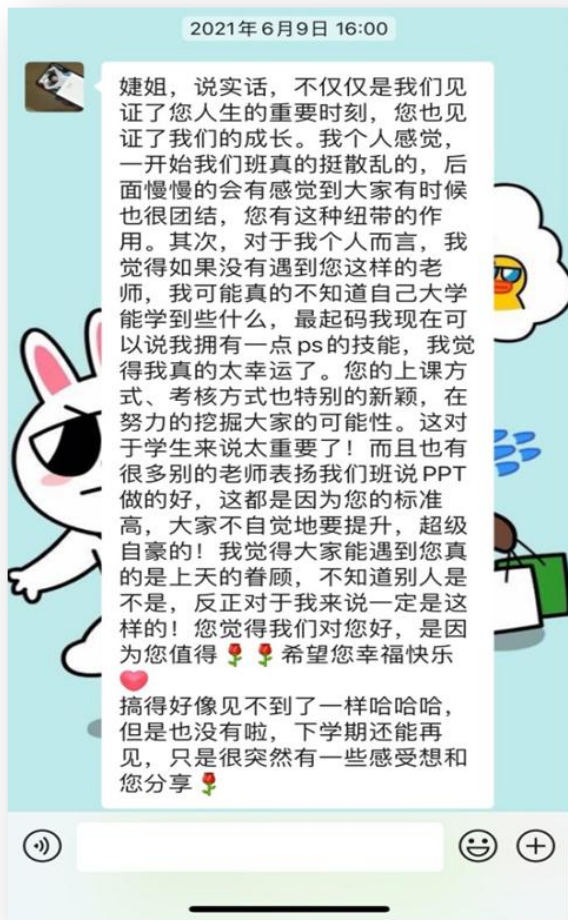 2021年6月9日 16:00
婕姐，说实话，不仅仅是我们见
证了您人生的重要时刻，您也见
证了我们的成长。我个人感觉，
一开始我们班真的挺散乱的，后
面慢慢的会有感觉到大家有时候
也很团结，您有这种纽带的作
用。其次，对于我个人而言，我
觉得如果没有遇到您这样的老
师，我可能真的不知道自己大学
能学到些什么，最起码我现在可
以说我拥有一点ps的技能，我觉
得我真的太幸运了。您的上课方
式、考核方式也特别的新颖，在
努力的挖掘大家的可能性。这对
于学生来说太重要了！而且也有
很多别的老师表扬我们班说PPT
做的好，这都是因为您的标准
高，大家不自觉地要提升，超级
自豪的！我觉得大家能遇到您真
的是上天的眷顾，不知道别人是
不是，反正对于我来说一定是这
样的！您觉得我们对您好，是因
为您值得🌹🌹希望您幸福快乐
❤️
搞得好像见不到了一样哈哈哈，
但是也没有啦，下学期还能再
见，只是很突然有一些感受想和
您分享🌹